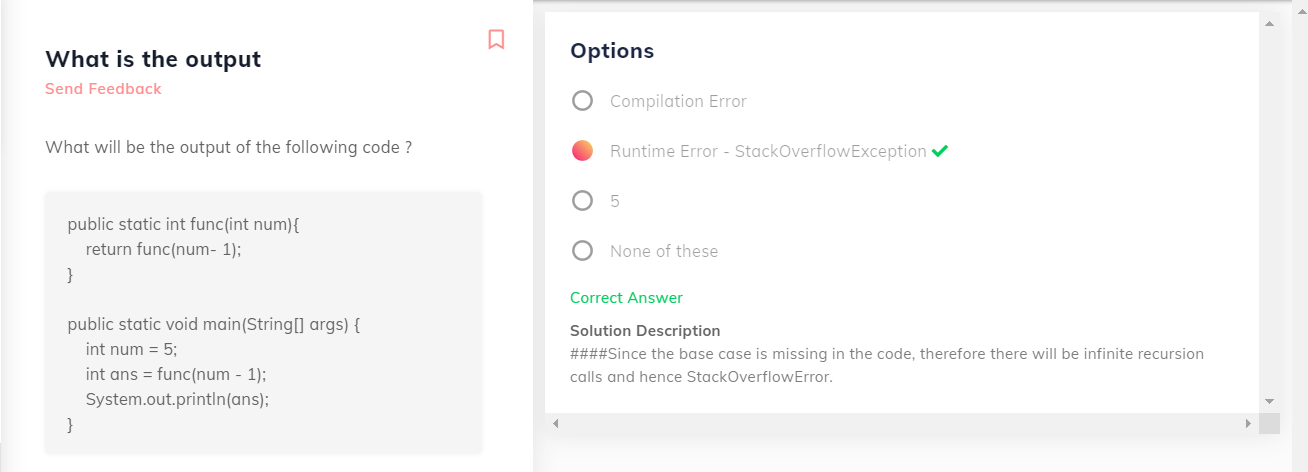 What is the output
Send Feedback
What will be the output of the following code ?
public static int func(int num){
return func(num- 1);
}
public static void main(String[] args) {
int num = 5;
int ans = func(num - 1);
System.out.println(ans);
}
Options
Compilation Error
Runtime Error - StackOverflowException
5
None of these
Correct Answer
Solution Description
####Since the base case is missing in the code, therefore there will be infinite recursion
calls and hence StackOverflowError.